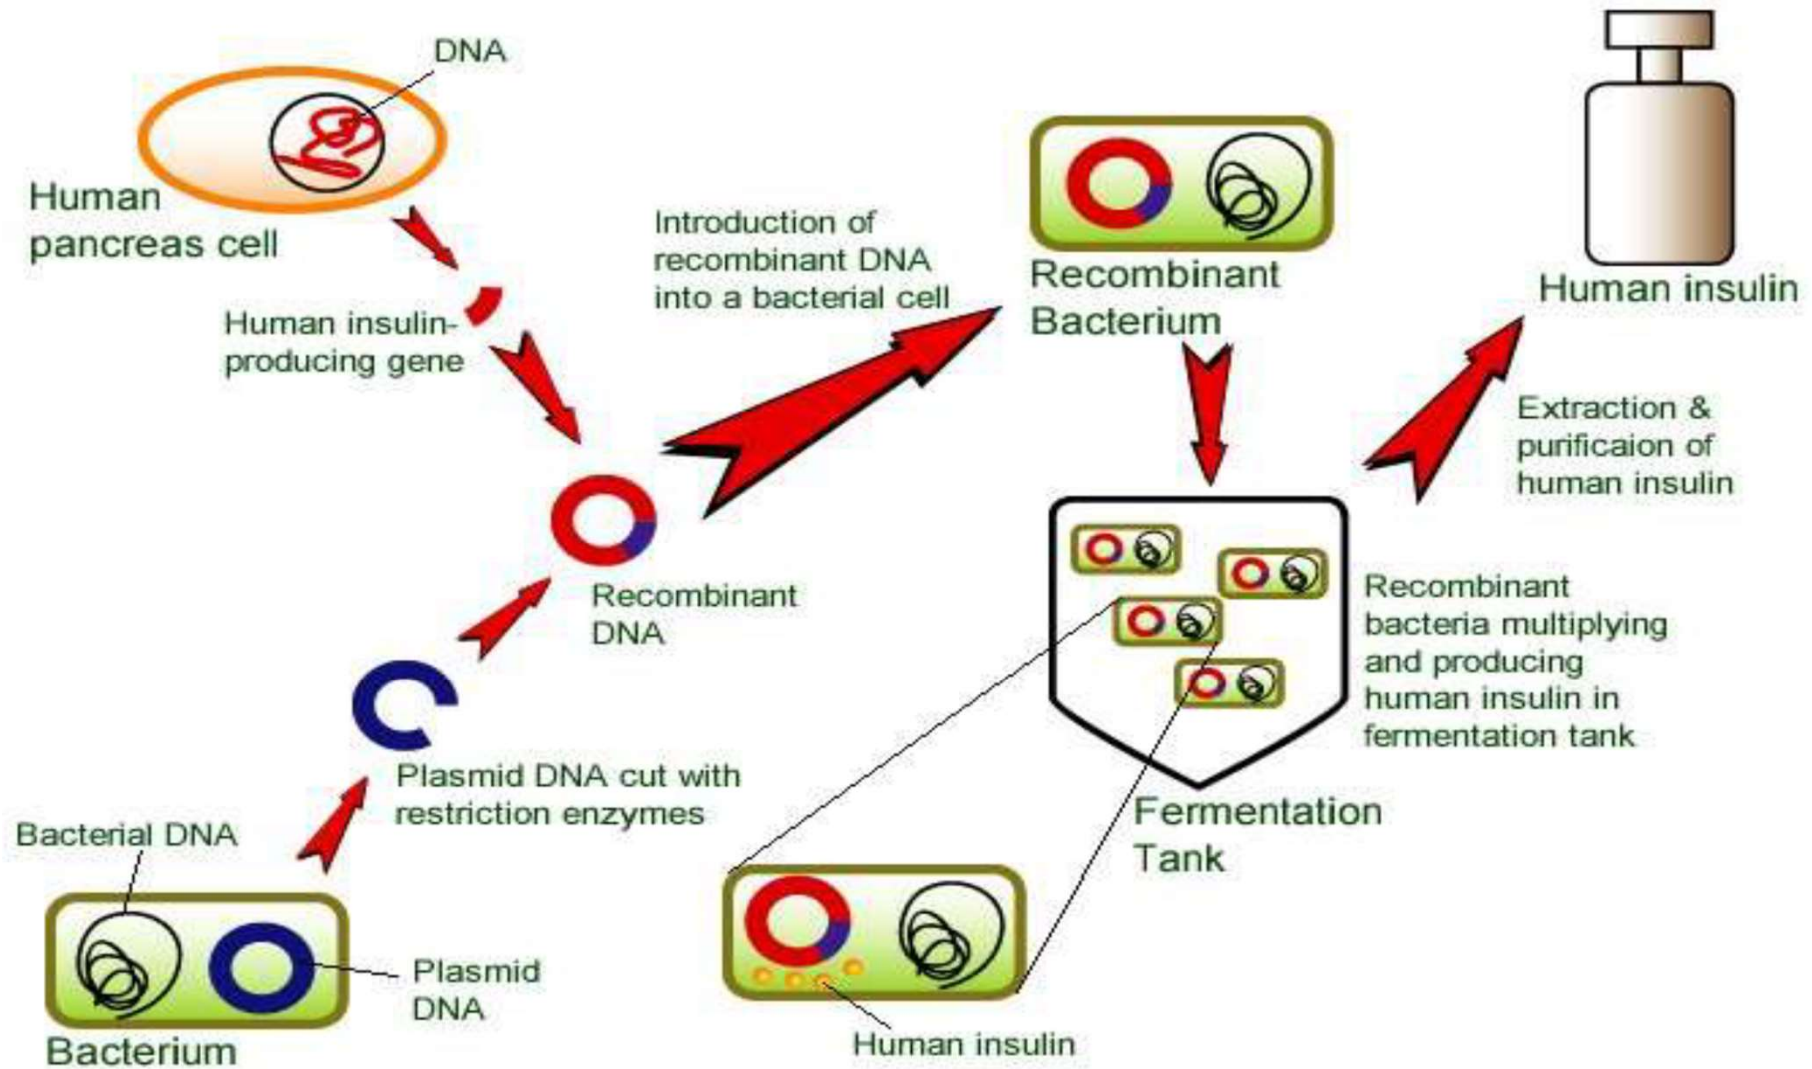 DNA
Human
pancreas cell
Human insulin-
producing gene
Introduction of
recombinant DNA
into a bacterial cell
Recombinant
Bacterium
Human insulin
Extraction &
purificaion of
human insulin
Recombinant
DNA
Recombinant
bacteria multiplying
and producing
human insulin in
fermentation tank
Plasmid DNA cut with
restriction enzymes
Fermentation
Tank
Bacterial DNA
Plasmid
DNA
Bacterium
Human insulin